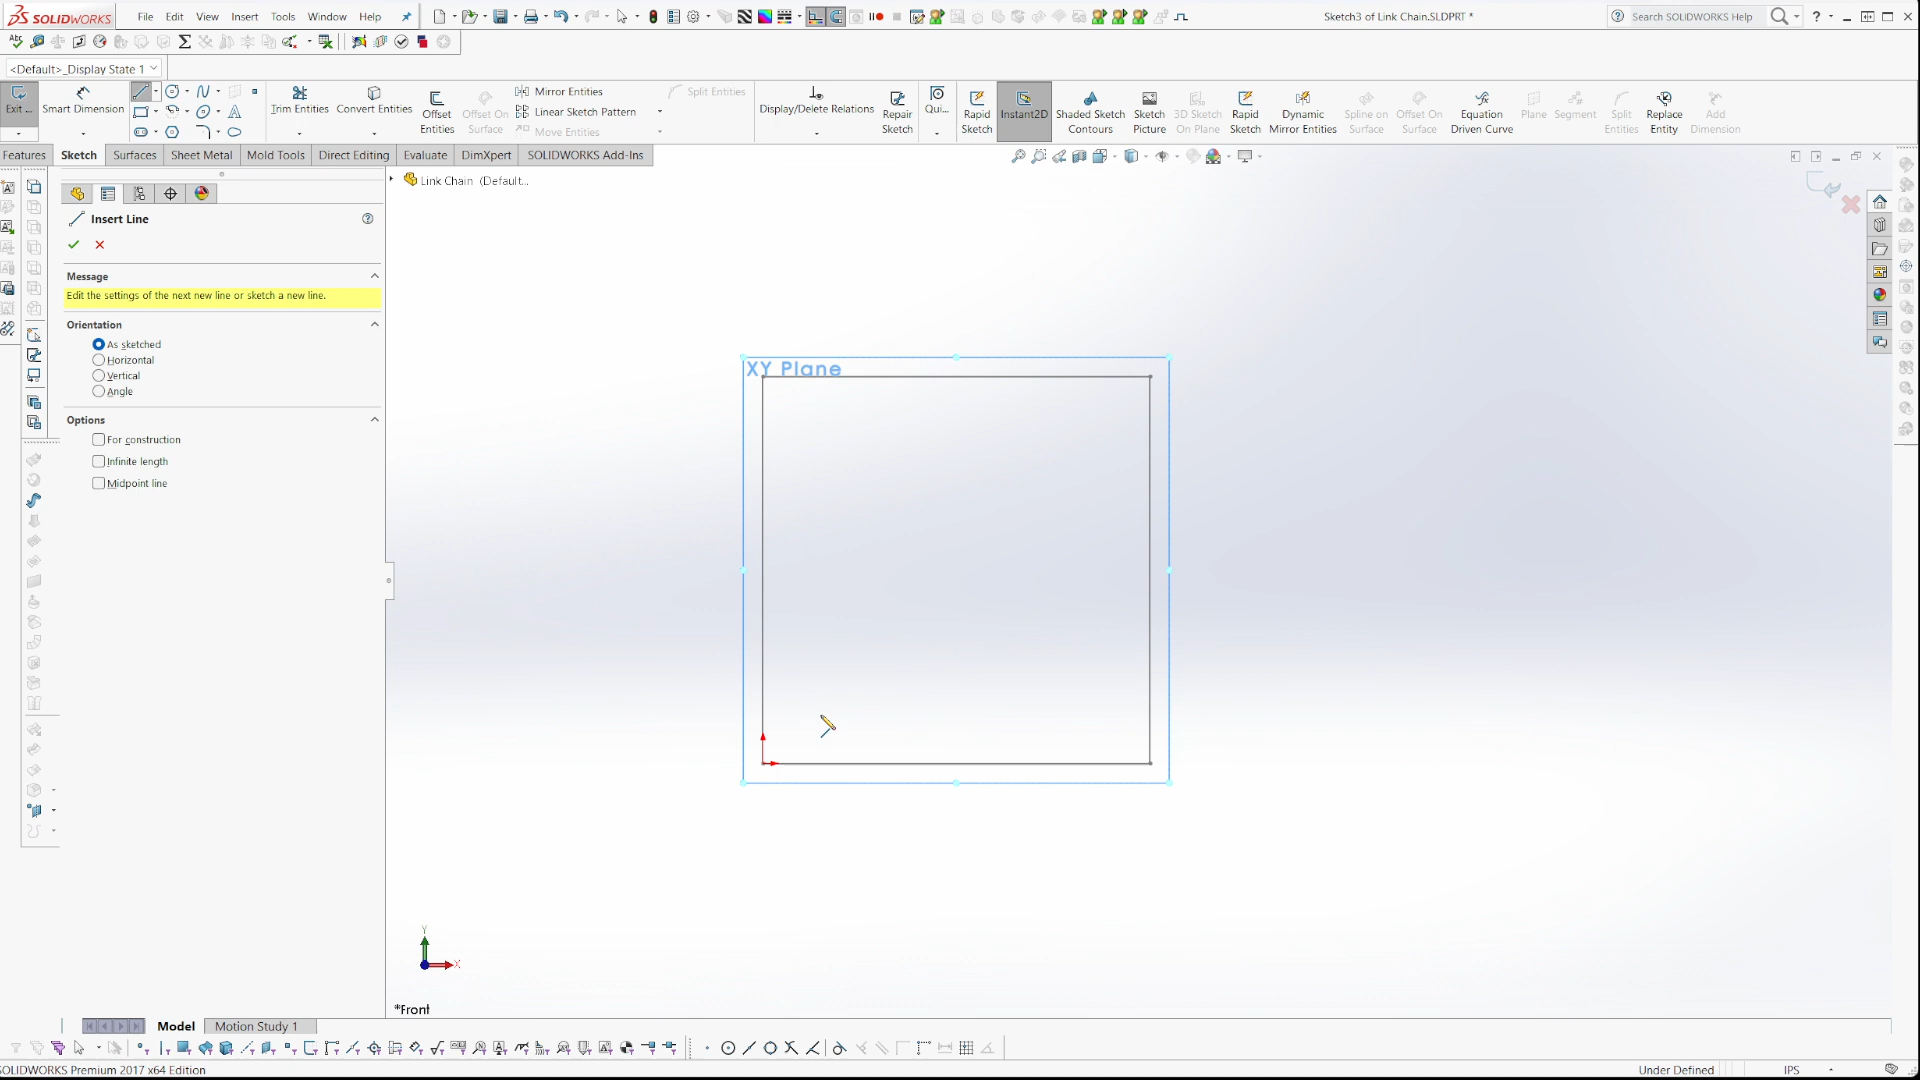 SOLIDWORKS File Edit View Insert Tools Window Help Sketch3 of Link Chain.SLDPRT * Search SOLIDWORKS Help
<Default>_Display State 1
Exit ... Smart Dimension Trim Entities Convert Entities Offset Entities Offset On Surface Mirror Entities Linear Sketch Pattern Move Entities Split Entities Display/Delete Relations Repair Sketch Qui... Rapid Sketch Instant2D Shaded Sketch Contours Sketch Picture 3D Sketch On Plane Rapid Sketch Dynamic Mirror Entities Spline on Surface Offset On Surface Equation Driven Curve Plane Segment Split Entities Replace Entity Add Dimension
Features Sketch Surfaces Sheet Metal Mold Tools Direct Editing Evaluate DimXpert SOLIDWORKS Add-Ins
Link Chain (Default...
Insert Line
Message
Edit the settings of the next new line or sketch a new line.
Orientation
As sketched
Horizontal
Vertical
Angle
Options
For construction
Infinite length
Midpoint line
XY Plane
Y
X
*Front
Model Motion Study 1
SOLIDWORKS Premium 2017 x64 Edition Under Defined IPS